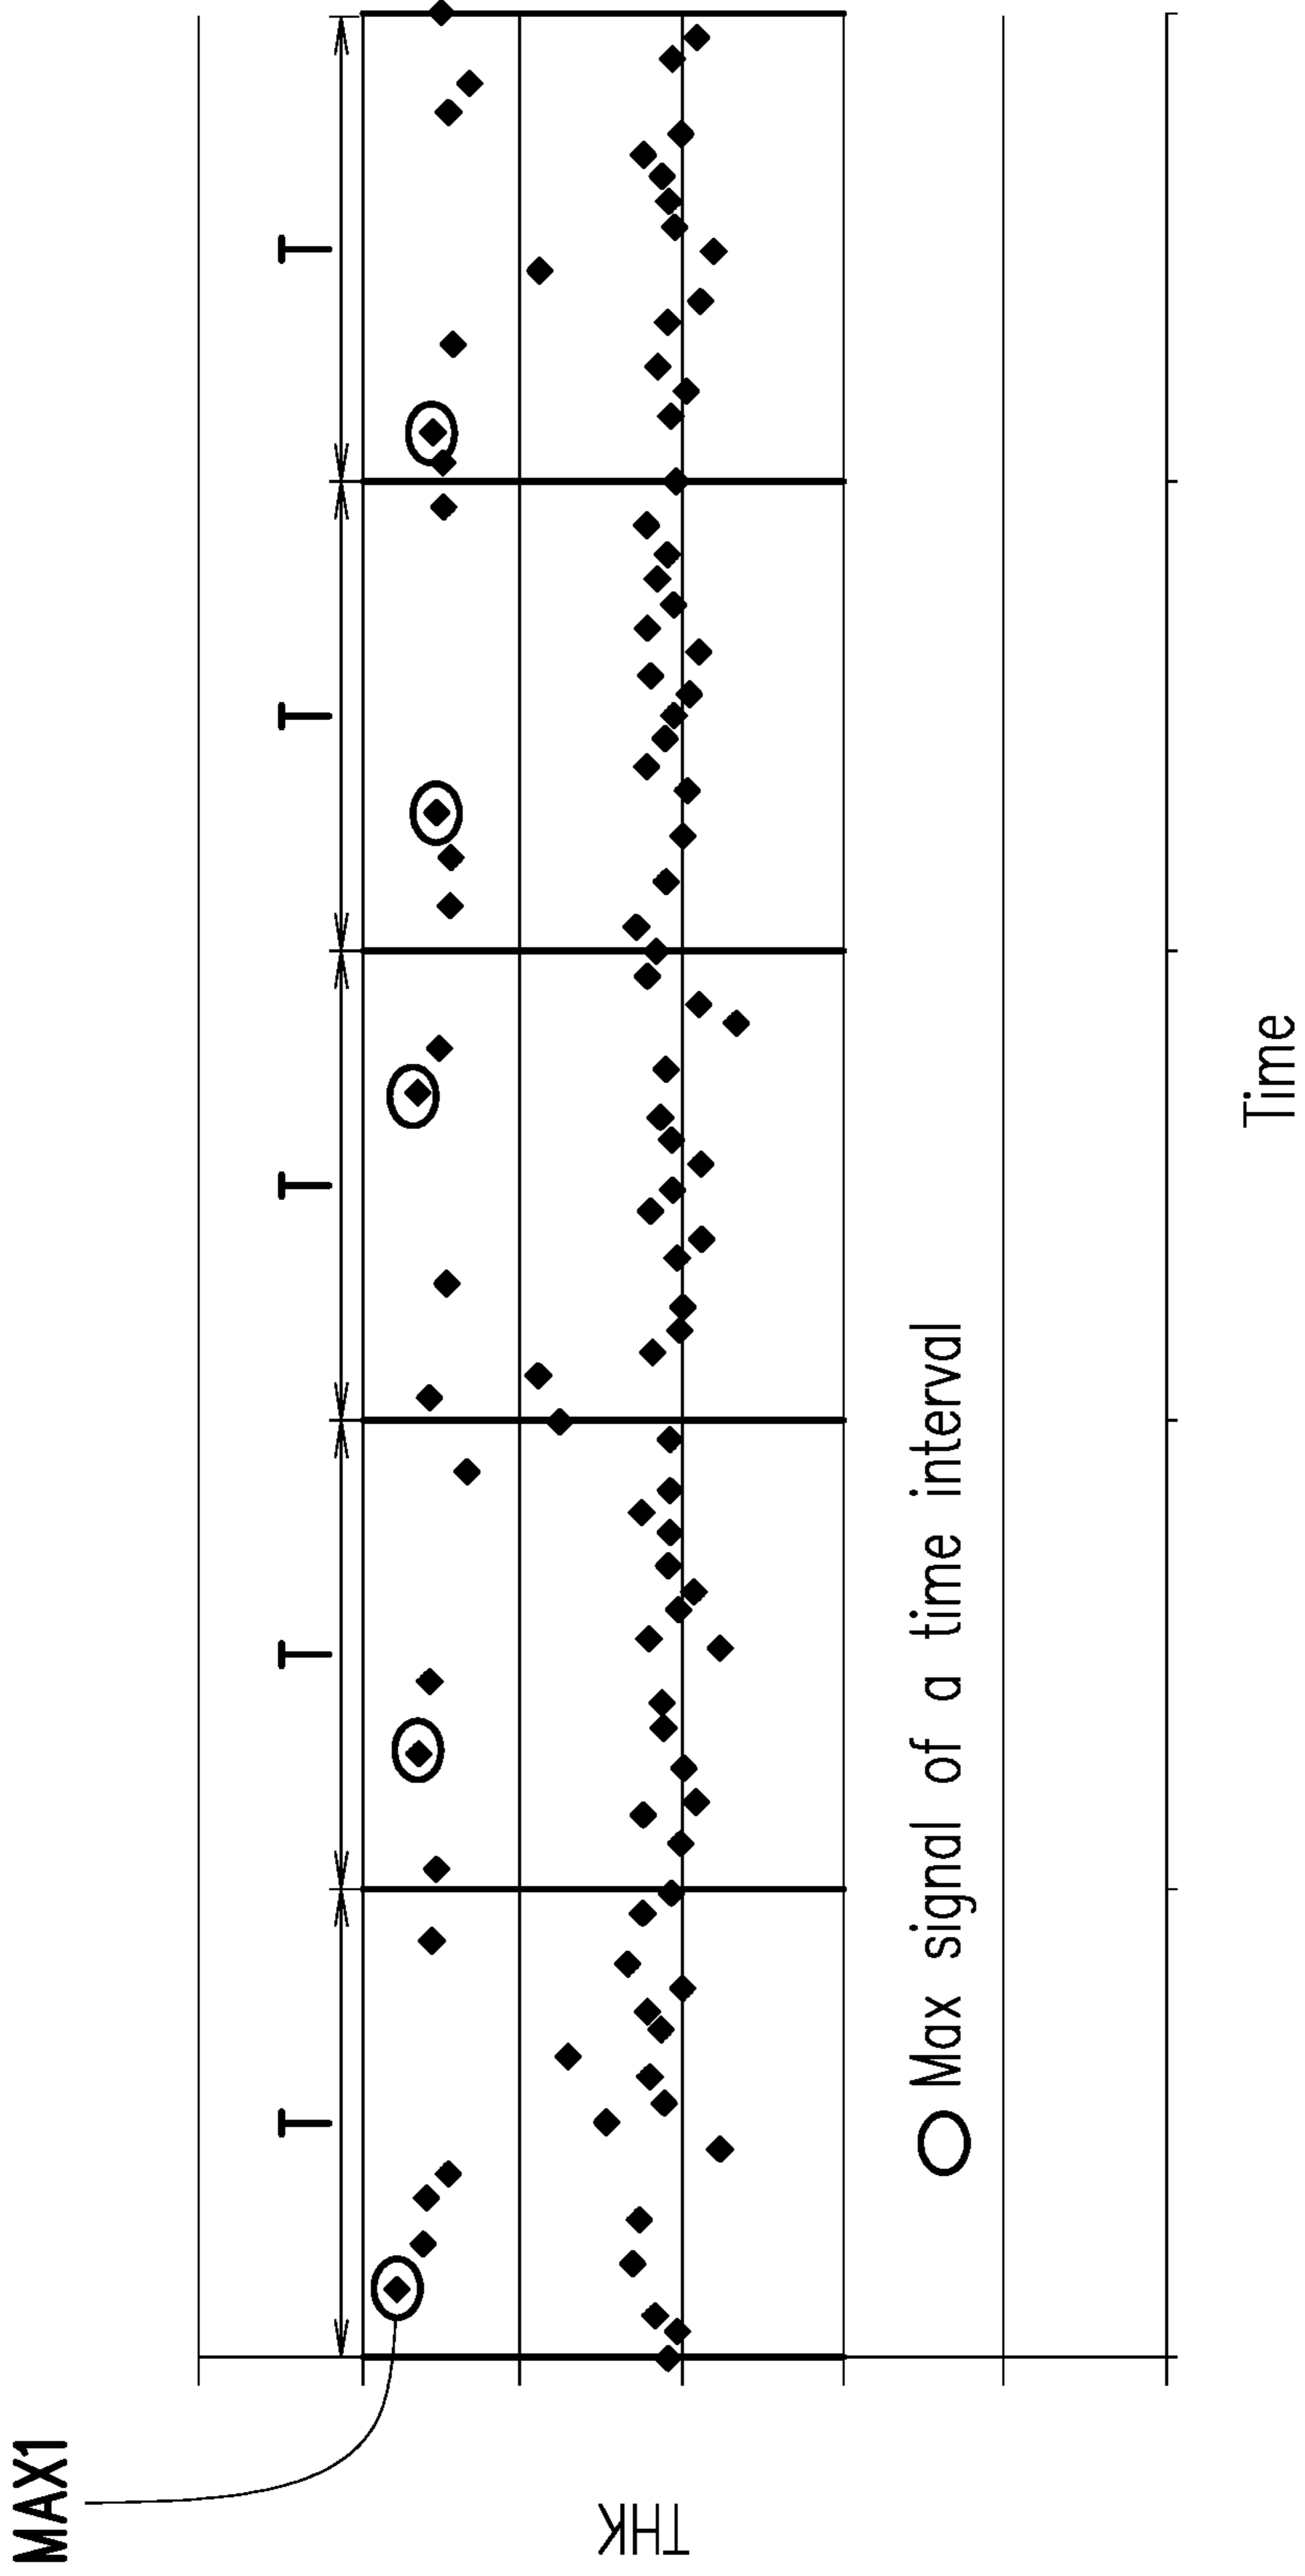 MAX1
T T T T T
THK
O Max signal of a time interval
Time